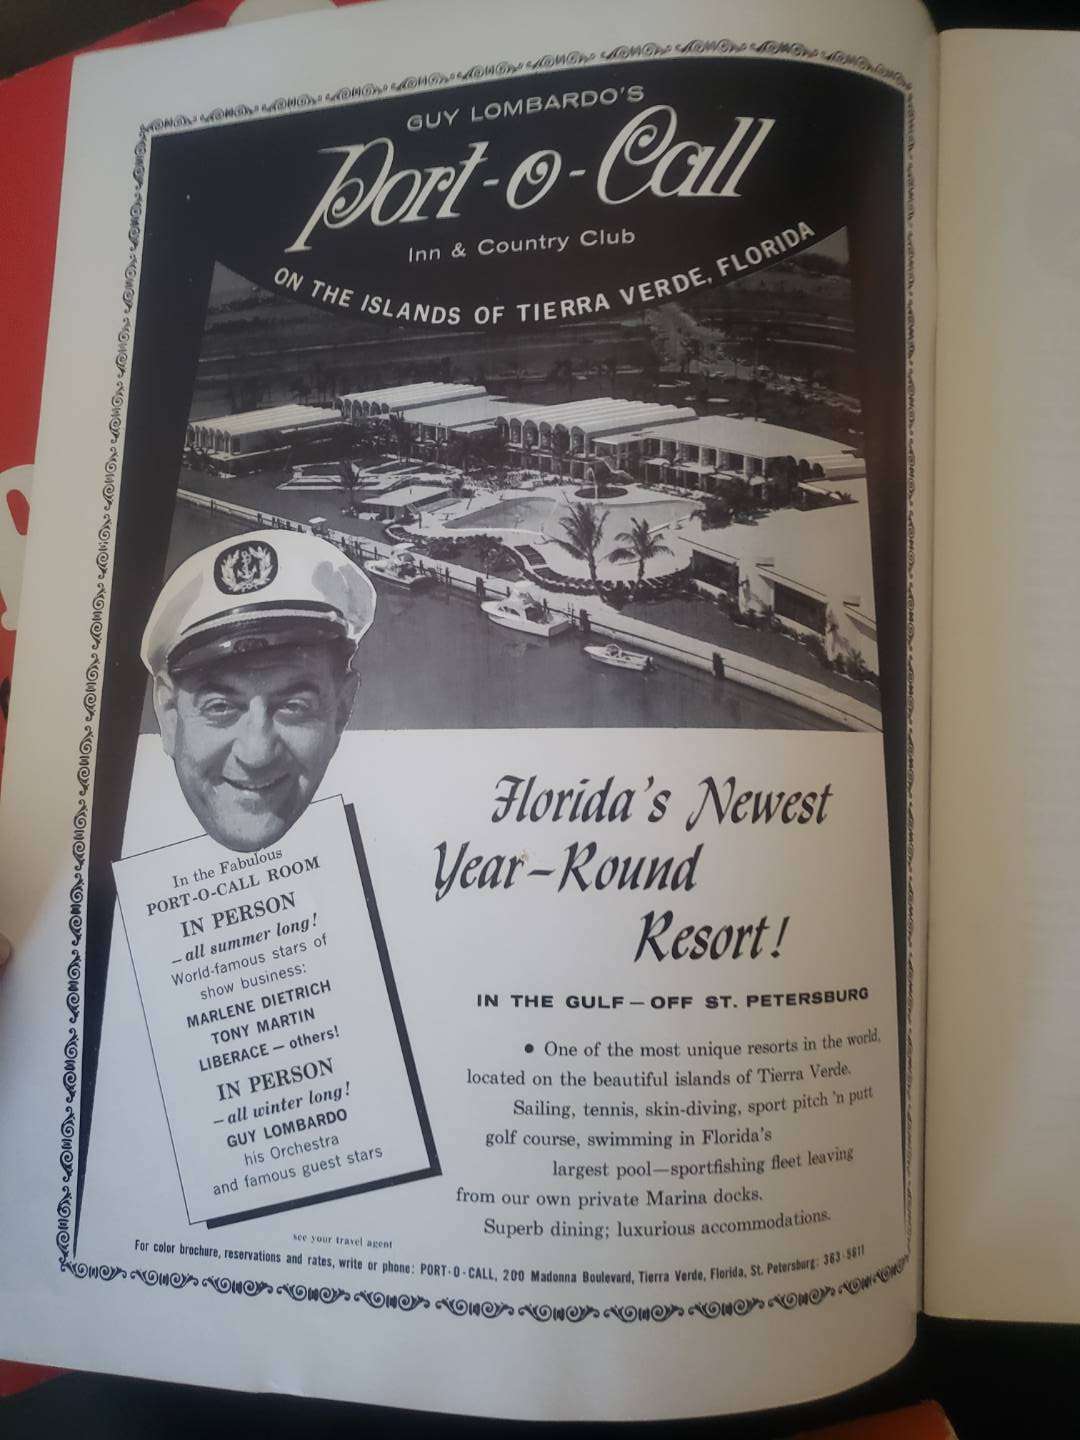 GUY LOMBARDO'S
Port-o-Call
Inn & Country Club
ON THE ISLANDS OF TIERRA VERDE, FLORIDA
In the Fabulous
PORT-O-CALL ROOM
IN PERSON
—all summer long!
World-famous stars of
show business:
MARLENE DIETRICH
TONY MARTIN
LIBERACE — others!
IN PERSON
—all winter long!
GUY LOMBARDO
his Orchestra
and famous guest stars
Florida's Newest
Year-Round
Resort!
IN THE GULF — OFF ST. PETERSBURG
• One of the most unique resorts in the world,
located on the beautiful islands of Tierra Verde.
Sailing, tennis, skin-diving, sport pitch 'n putt
golf course, swimming in Florida's
largest pool—sportfishing fleet leaving
from our own private Marina docks.
Superb dining; luxurious accommodations.
see your travel agent
For color brochure, reservations and rates, write or phone: PORT-O-CALL, 200 Madonna Boulevard, Tierra Verde, Florida, St. Petersburg: 363-5611